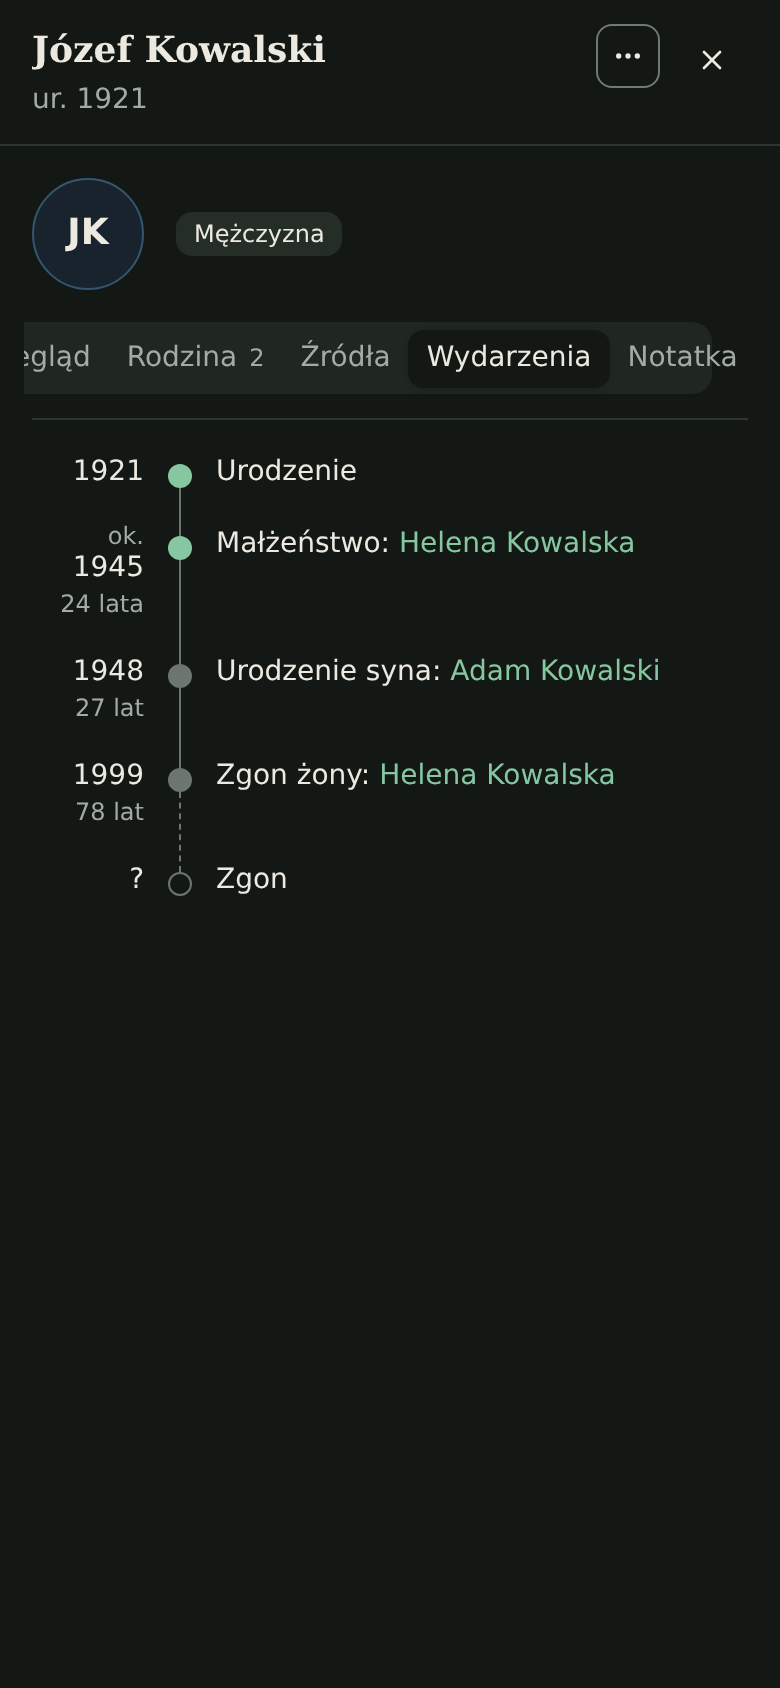 Józef Kowalski
ur. 1921
JK
Mężczyzna
egląd Rodzina 2 Źródła Wydarzenia Notatka
1921 Urodzenie
ok.
1945 Małżeństwo: Helena Kowalska
24 lata
1948 Urodzenie syna: Adam Kowalski
27 lat
1999 Zgon żony: Helena Kowalska
78 lat
? Zgon